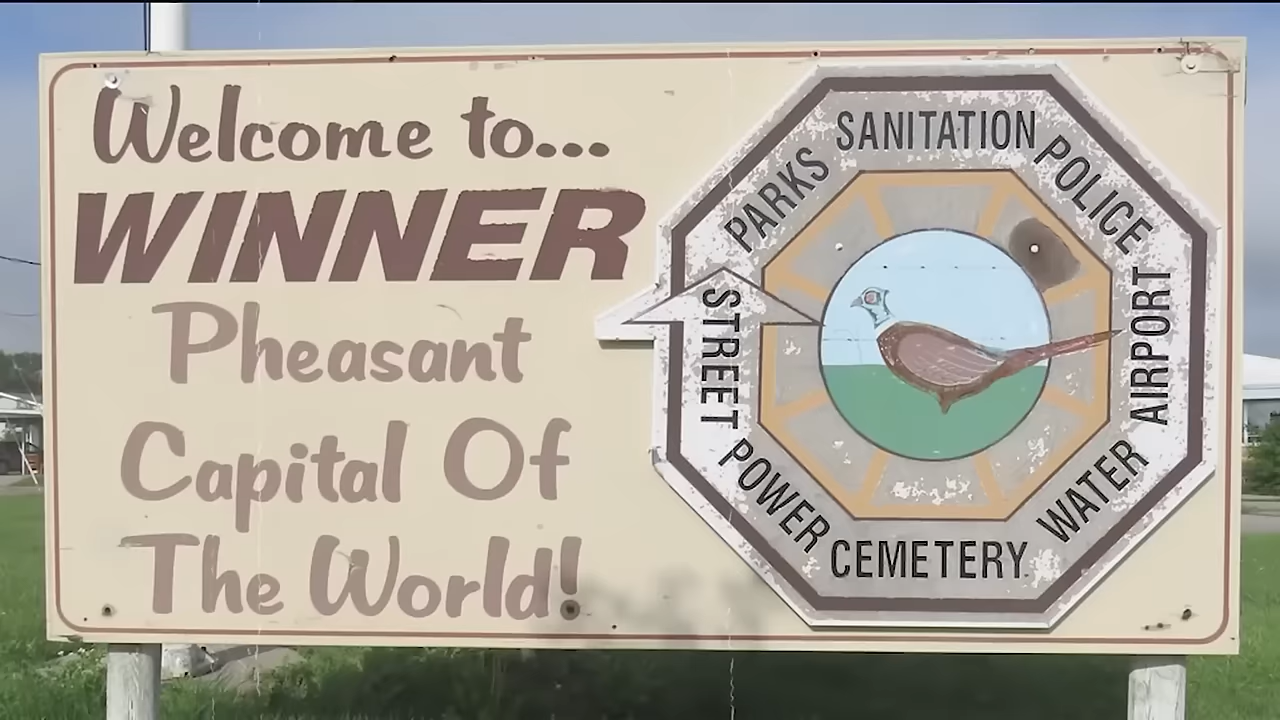 Welcome to...
WINNER
Pheasant
Capital Of
The World!
SANITATION
POLICE
AIRPORT
WATER
CEMETERY
POWER
STREET
PARKS